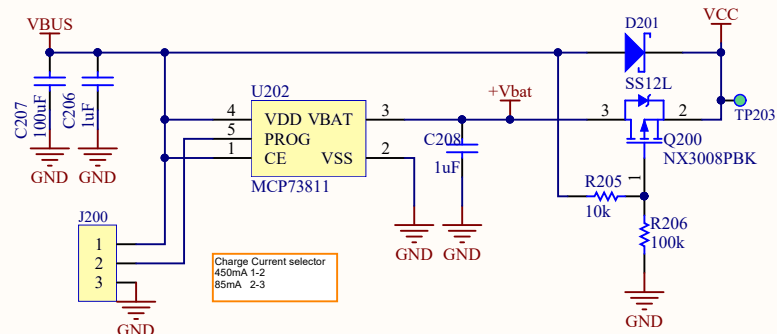 VBUS
D201
VCC
SS12L
C207
100uF
C206
1uF
U202
+Vbat
4
VDD
VBAT
3
5
PROG
1
CE
VSS
2
MCP73811
C208
1uF
3
2
TP203
Q200
NX3008PBK
1
GND
GND
R205
10k
R206
100k
J200
1
2
3
GND
GND
GND
GND
Charge Current selector
450mA 1-2
85mA 2-3